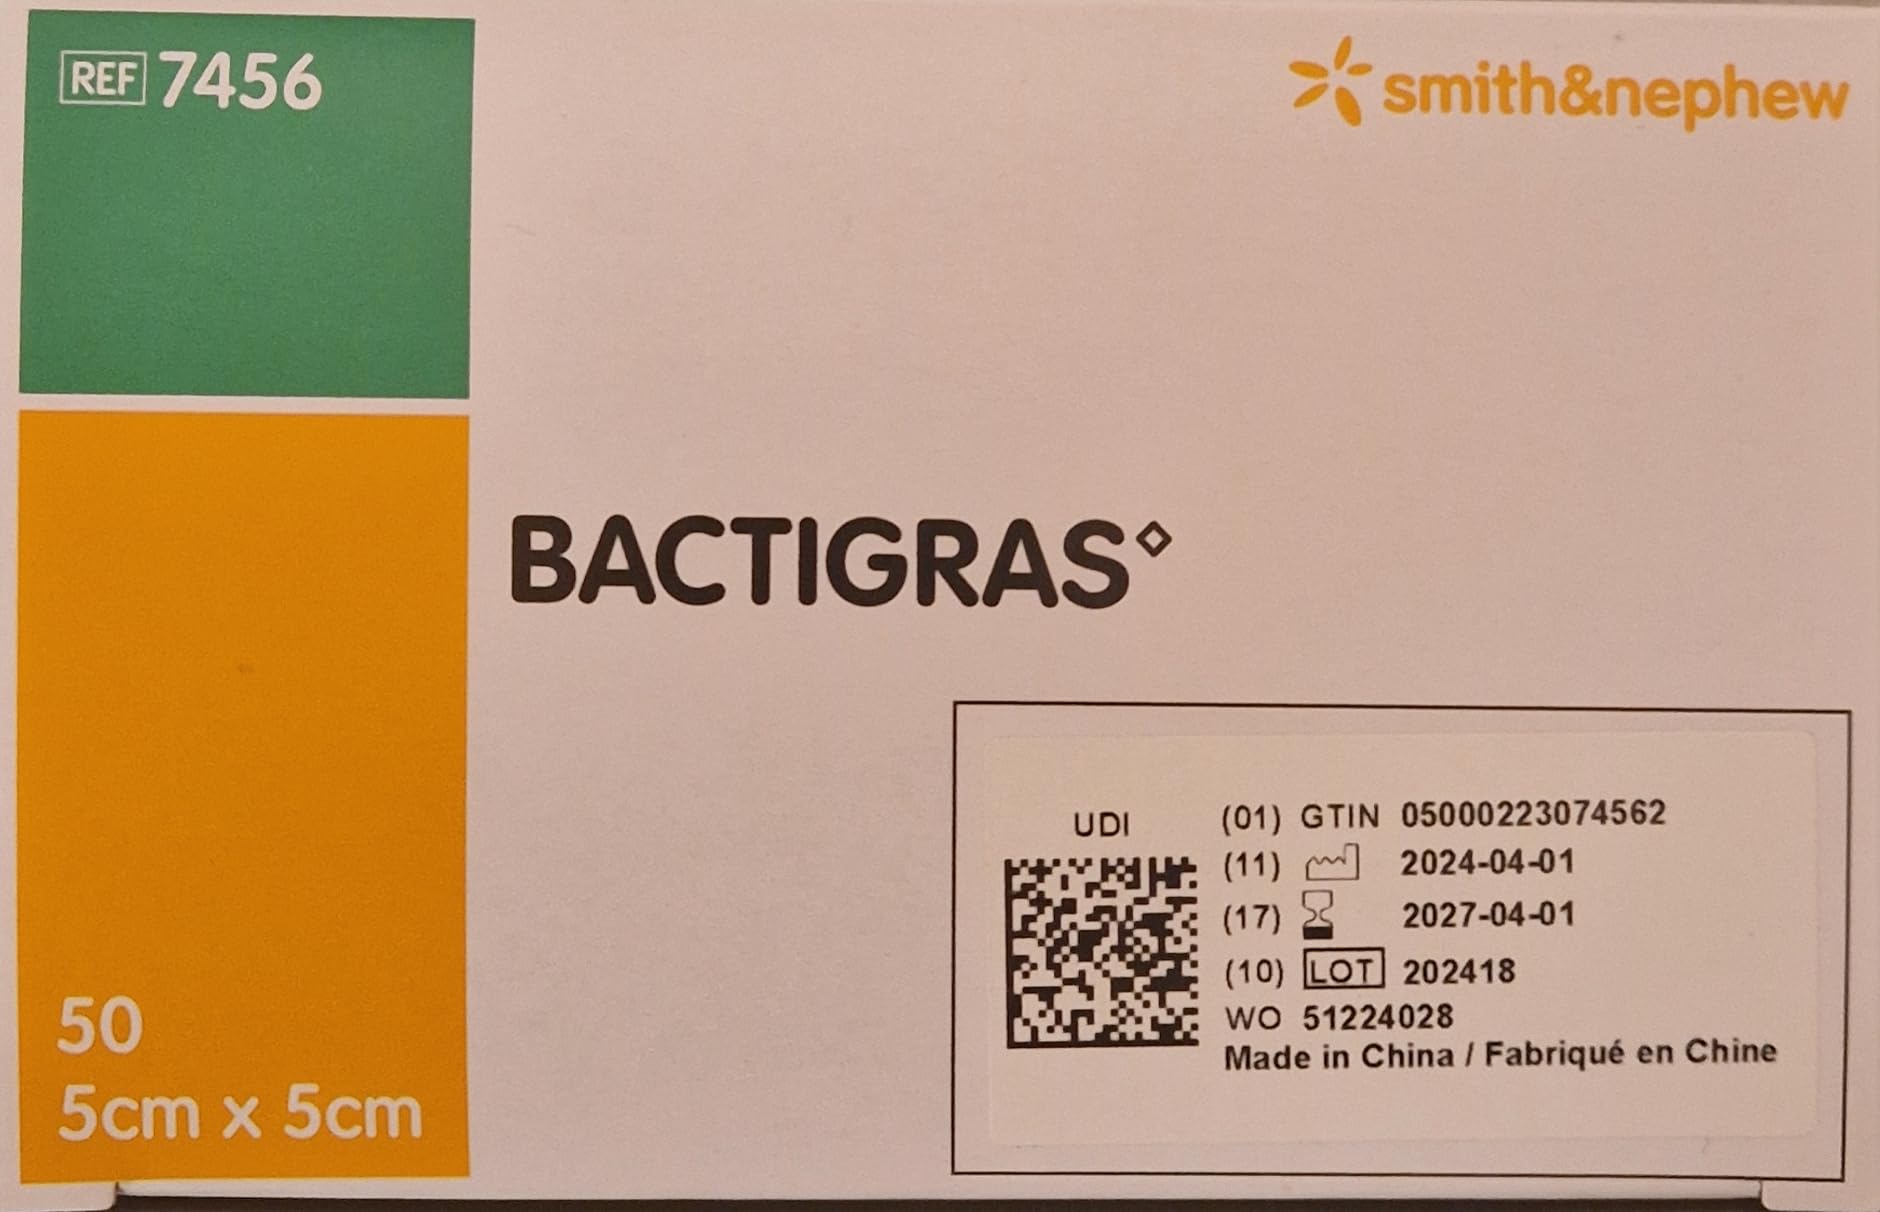 REF 7456
smith&nephew
BACTIGRAS◇
50
5cm x 5cm
UDI
(01) GTIN 05000223074562
(11) 2024-04-01
(17) 2027-04-01
(10) LOT 202418
WO 51224028
Made in China / Fabriqué en Chine